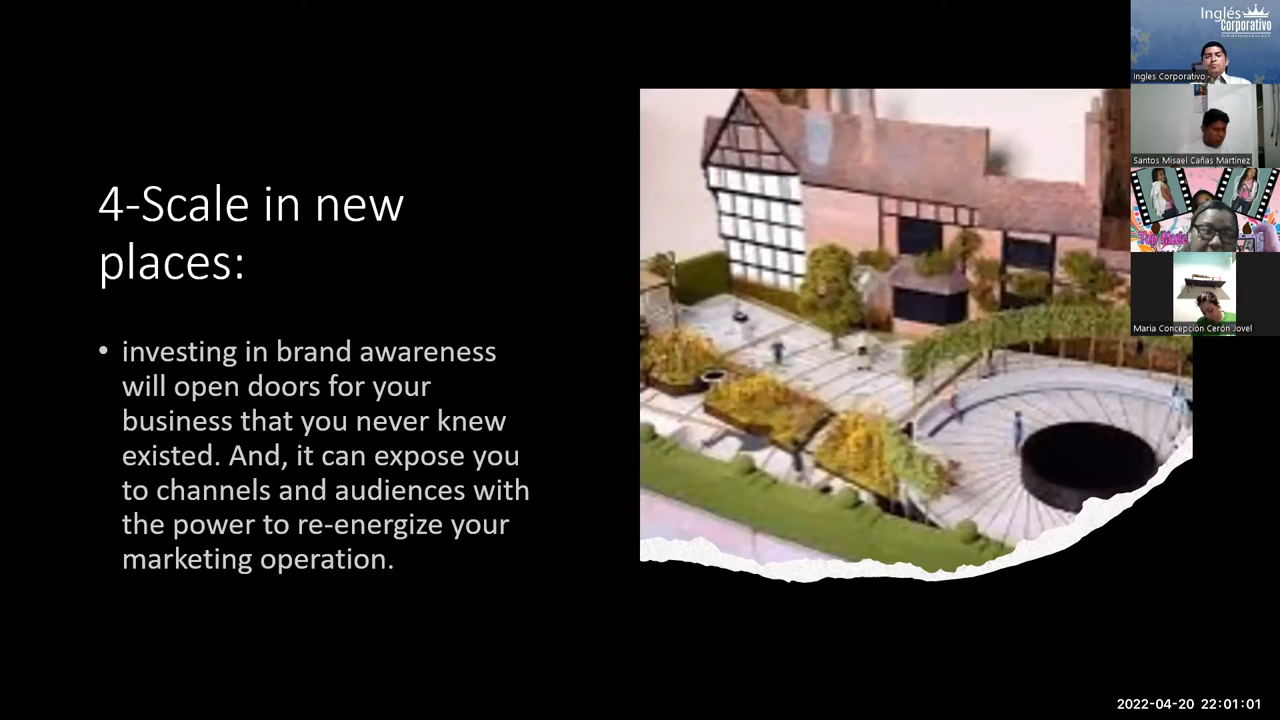 4-Scale in new
places:
• investing in brand awareness
will open doors for your
business that you never knew
existed. And, it can expose you
to channels and audiences with
the power to re-energize your
marketing operation.
Inglés
Corporativo
Ingles Corporativo
Santos Misael Cañas Martinez
Maria Concepción Cerón Jovel
2022-04-20 22:01:01